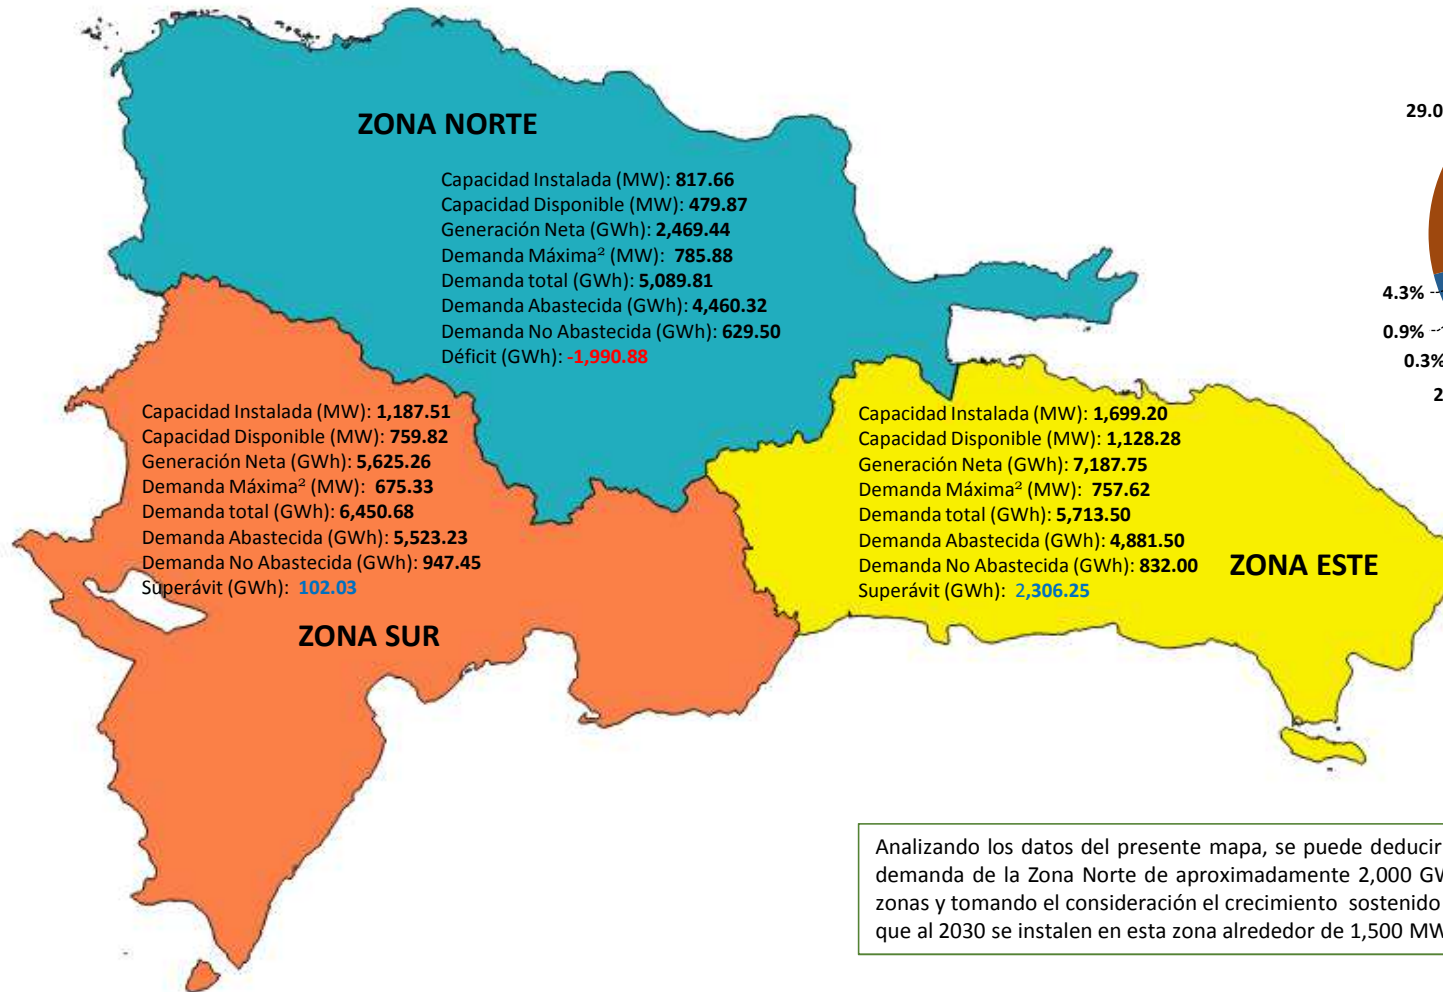 ZONA NORTE
Capacidad Instalada (MW): 817.66
Capacidad Disponible (MW): 479.87
Generación Neta (GWh): 2,469.44
Demanda Máxima² (MW): 785.88
Demanda total (GWh): 5,089.81
Demanda Abastecida (GWh): 4,460.32
Demanda No Abastecida (GWh): 629.50
Déficit (GWh): -1,990.88
Capacidad Instalada (MW): 1,187.51
Capacidad Disponible (MW): 759.82
Generación Neta (GWh): 5,625.26
Demanda Máxima² (MW): 675.33
Demanda total (GWh): 6,450.68
Demanda Abastecida (GWh): 5,523.23
Demanda No Abastecida (GWh): 947.45
Superávit (GWh): 102.03
ZONA SUR
Capacidad Instalada (MW): 1,699.20
Capacidad Disponible (MW): 1,128.28
Generación Neta (GWh): 7,187.75
Demanda Máxima² (MW): 757.62
Demanda total (GWh): 5,713.50
Demanda Abastecida (GWh): 4,881.50
Demanda No Abastecida (GWh): 832.00
Superávit (GWh): 2,306.25
ZONA ESTE
29.0
4.3%
0.9%
0.3%
2
Analizando los datos del presente mapa, se puede deducir
demanda de la Zona Norte de aproximadamente 2,000 GW
zonas y tomando el consideración el crecimiento sostenido
que al 2030 se instalen en esta zona alrededor de 1,500 MW